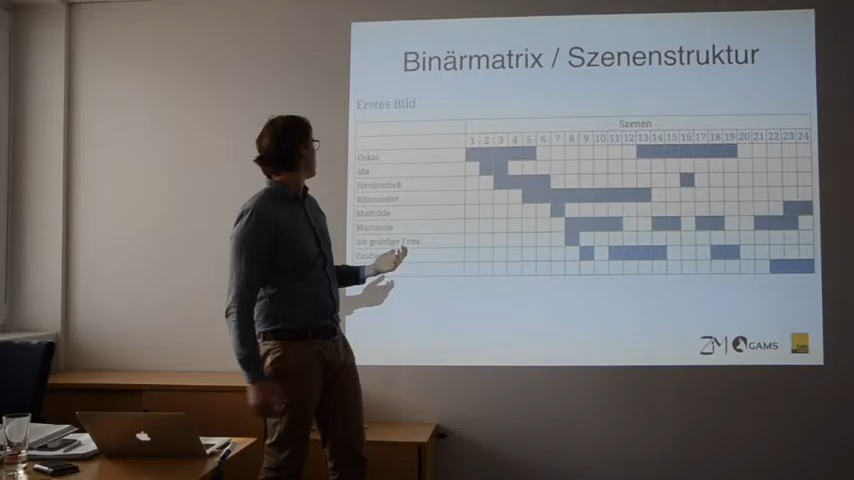 Binärmatrix / Szenenstruktur
Erstes Bild
Szenen
1 2 3 4 5 6 7 8 9 10 11 12 13 14 15 16 17 18 19 20 21 22 23 24
Oskar
Ida
Mathilde
Marianne
die gnädige Frau
ZIM GAMS